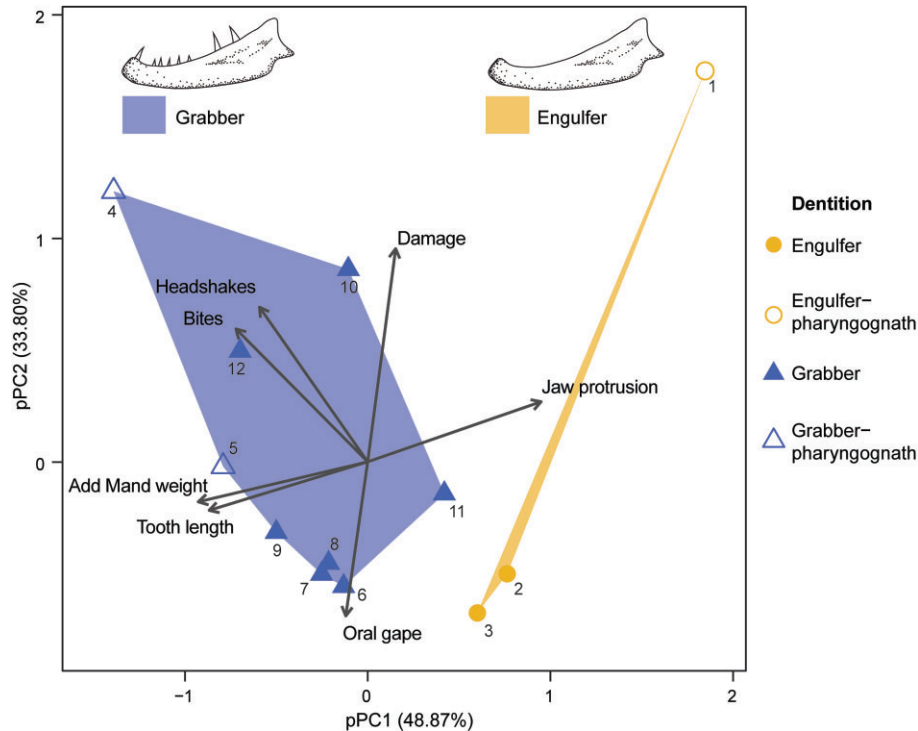 2
1
0
−1
0
1
2
pPC2 (33.80%)
pPC1 (48.87%)
Grabber
Engulfer
1
4
Damage
10
Headshakes
Bites
12
Jaw protrusion
5
Add Mand weight
Tooth length
11
9
8
7
6
2
3
Oral gape
Dentition
Engulfer
Engulfer–
pharyngognath
Grabber
Grabber–
pharyngognath